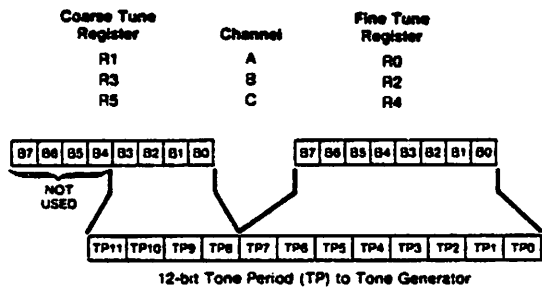 Coarse Tune Register Channel Fine Tune Register
R1 A R0
R3 B R2
R5 C R4
B7 B6 B5 B4 B3 B2 B1 B0 B7 B6 B5 B4 B3 B2 B1 B0
NOT USED
TP11 TP10 TP9 TP8 TP7 TP6 TP5 TP4 TP3 TP2 TP1 TP0
12-bit Tone Period (TP) to Tone Generator